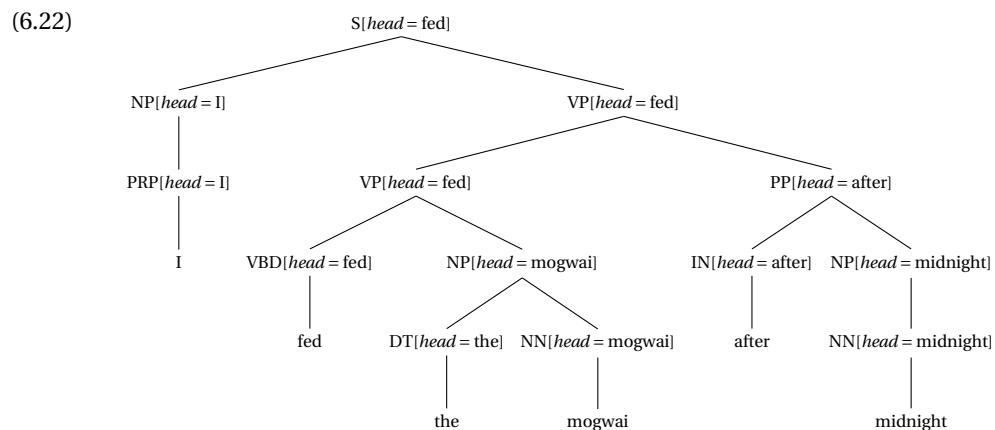 (6.22)
S[head = fed]
NP[head = I] VP[head = fed]
PRP[head = I] VP[head = fed] PP[head = after]
I VBD[head = fed] NP[head = mogwai] IN[head = after] NP[head = midnight]
fed DT[head = the] NN[head = mogwai] after NN[head = midnight]
the mogwai midnight